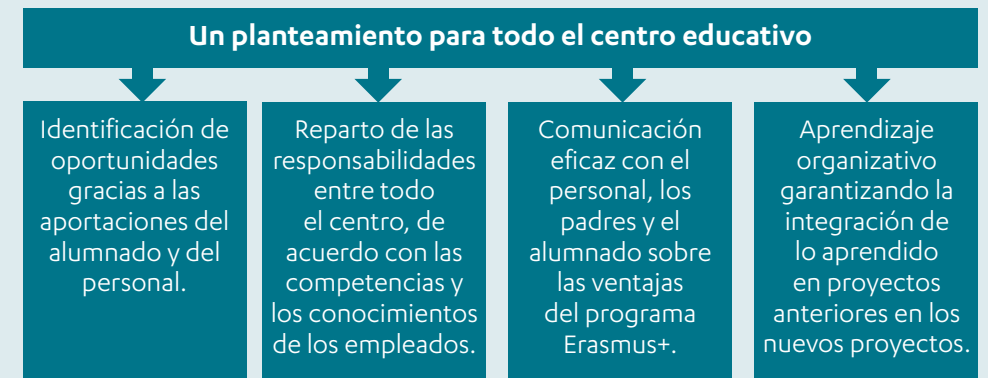 Un planteamiento para todo el centro educativo
Identificación de
oportunidades
gracias a las
aportaciones del
alumnado y del
personal.
Reparto de las
responsabilidades
entre todo
el centro, de
acuerdo con las
competencias y
los conocimientos
de los empleados.
Comunicación
eficaz con el
personal, los
padres y el
alumnado sobre
las ventajas
del programa
Erasmus+.
Aprendizaje
organizativo
garantizando la
integración de
lo aprendido
en proyectos
anteriores en los
nuevos proyectos.